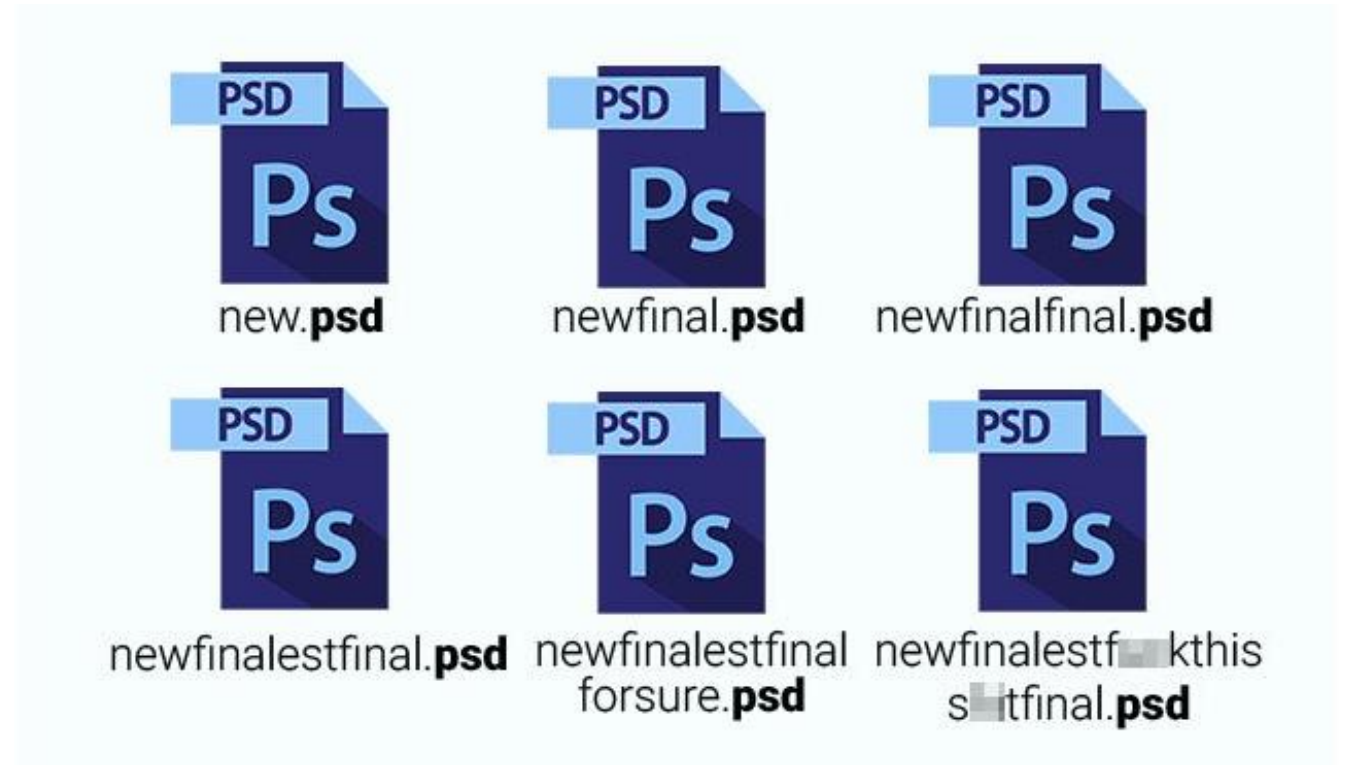 PSD
Ps
new.psd
PSD
Ps
newfinal.psd
PSD
Ps
newfinalfinal.psd
PSD
Ps
newfinalestfinal.psd
PSD
Ps
newfinalestfinal
forsure.psd
PSD
Ps